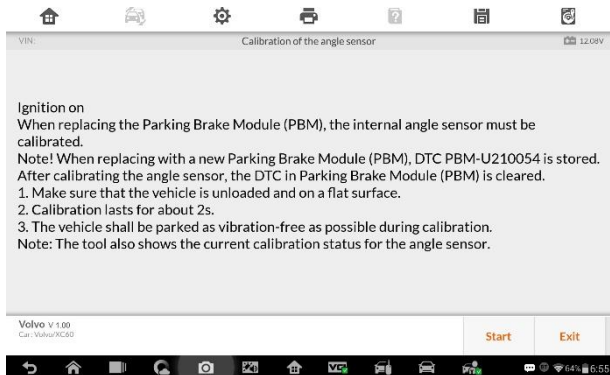 VIN:
Calibration of the angle sensor
12.08V
Ignition on
When replacing the Parking Brake Module (PBM), the internal angle sensor must be
calibrated.
Note! When replacing with a new Parking Brake Module (PBM), DTC PBM-U210054 is stored.
After calibrating the angle sensor, the DTC in Parking Brake Module (PBM) is cleared.
1. Make sure that the vehicle is unloaded and on a flat surface.
2. Calibration lasts for about 2s.
3. The vehicle shall be parked as vibration-free as possible during calibration.
Note: The tool also shows the current calibration status for the angle sensor.
Volvo V 1.00
Car: Volvo/XC60
Start
Exit
64% 6:55